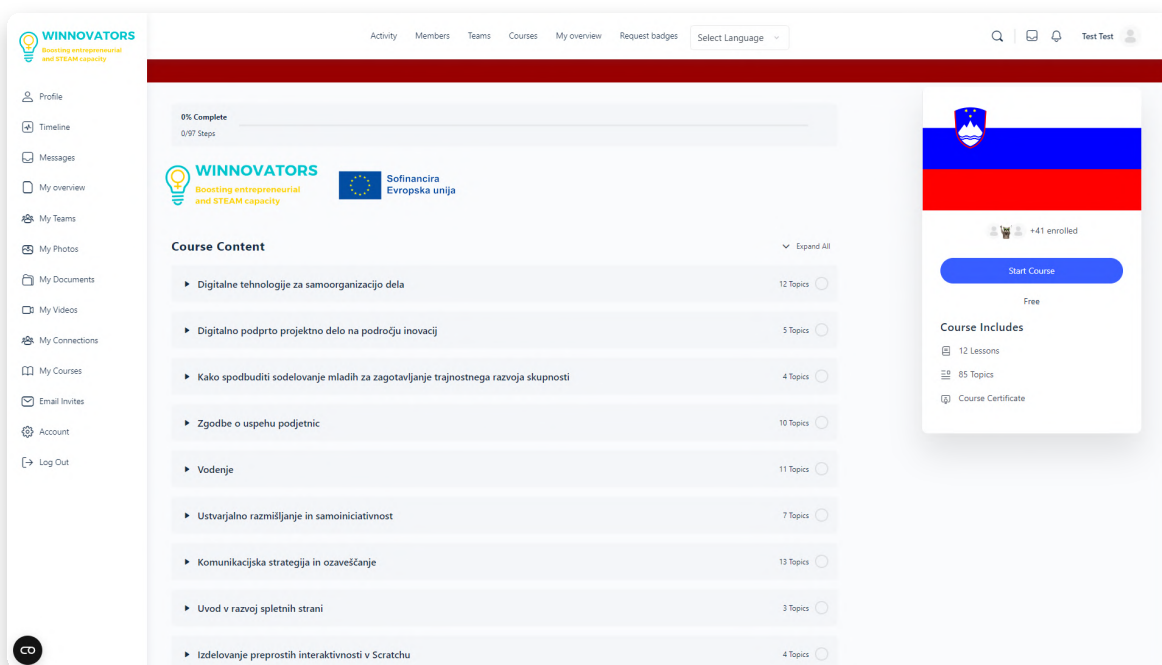 WINNOVATORS
Boosting entrepreneurial
and STEAM capacity
Activity Members Teams Courses My overview Request badges Select Language
Test Test
Profile
Timeline
Messages
My overview
My Teams
My Photos
My Documents
My Videos
My Connections
My Courses
Email Invites
Account
Log Out
0% Complete
0/97 Steps
WINNOVATORS
Boosting entrepreneurial
and STEAM capacity
Sofinancira
Evropska unija
Course Content
Expand All
Digitalne tehnologije za samoorganizacijo dela 12 Topics
Digitalno podprto projektno delo na področju inovacij 5 Topics
Kako spodbuditi sodelovanje mladih za zagotavljanje trajnostnega razvoja skupnosti 4 Topics
Zgodbe o uspehu podjetnic 10 Topics
Vodenje 11 Topics
Ustvarjalno razmišljanje in samoiniciativnost 7 Topics
Komunikacijska strategija in ozaveščanje 13 Topics
Uvod v razvoj spletnih strani 3 Topics
Izdelovanje preprostih interaktivnosti v Scratchu 4 Topics
+41 enrolled
Start Course
Free
Course Includes
12 Lessons
85 Topics
Course Certificate